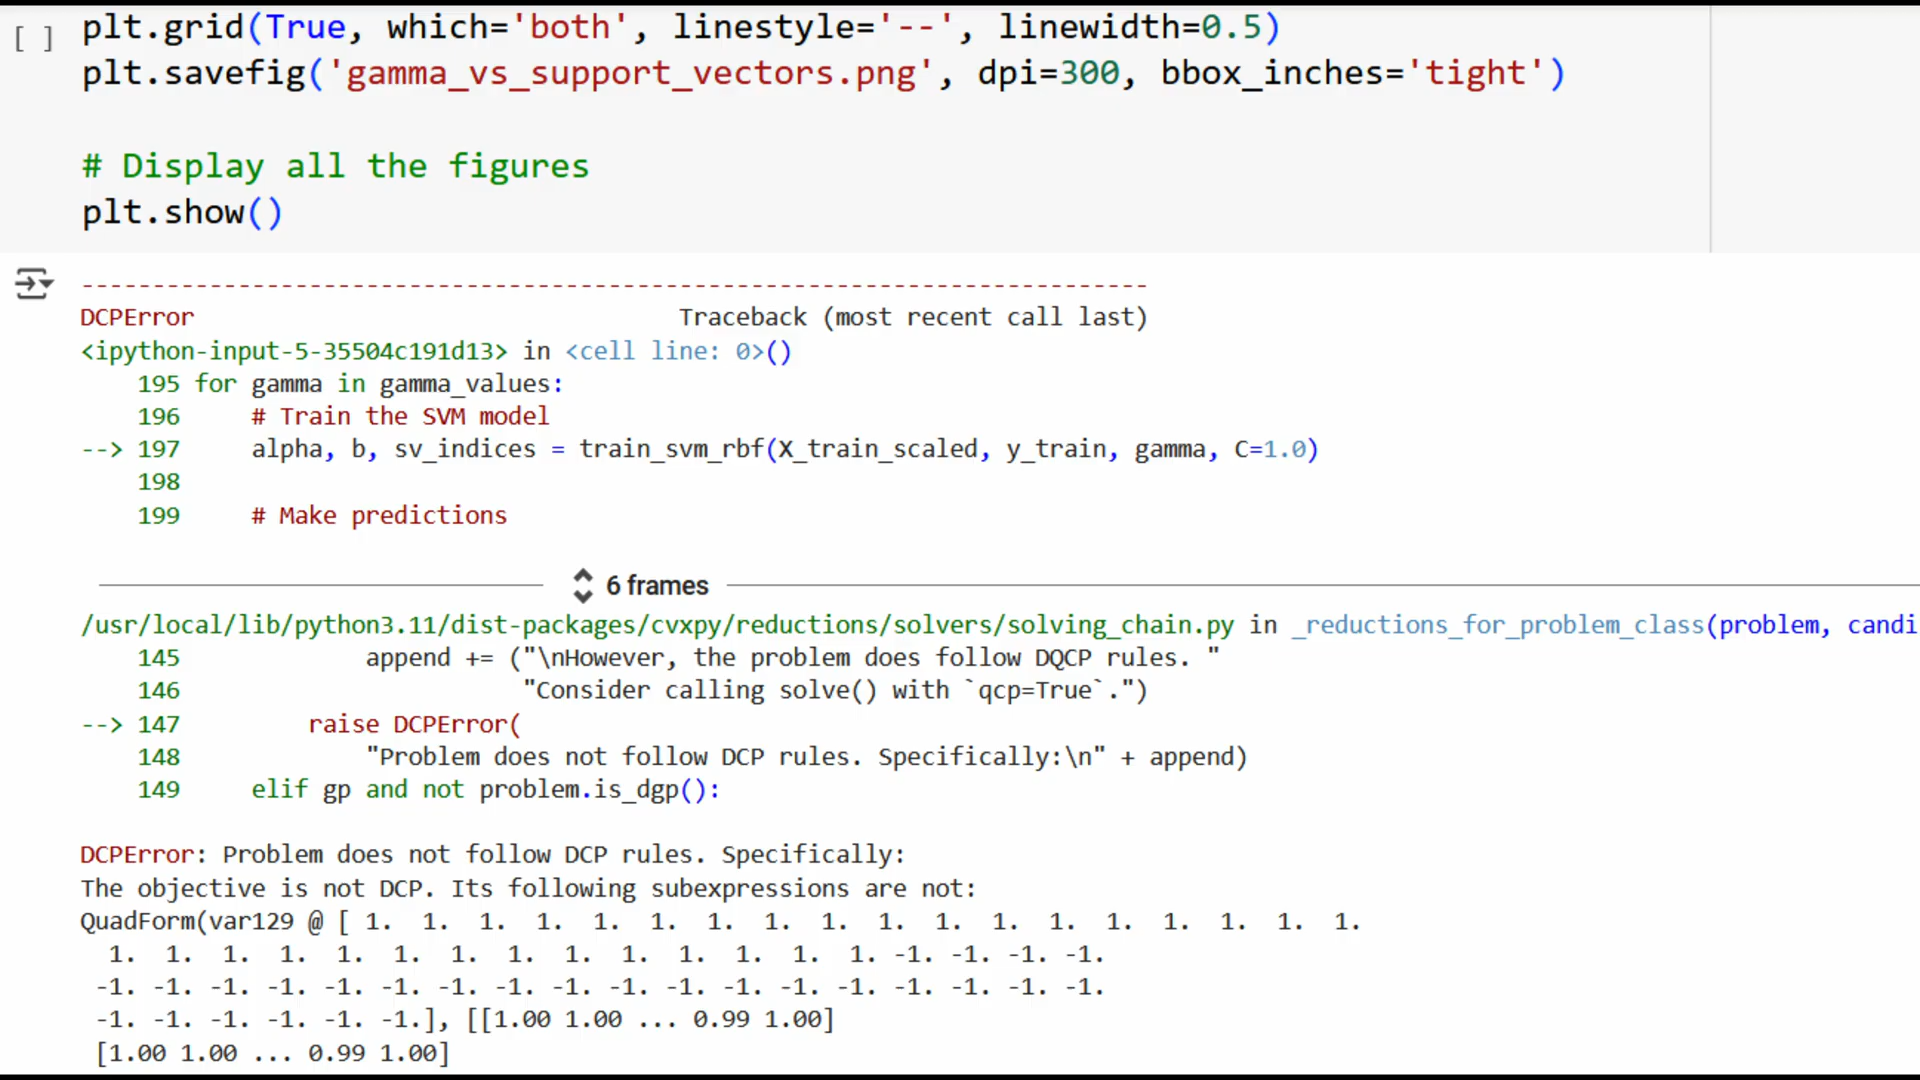 [ ] plt.grid(True, which='both', linestyle='--', linewidth=0.5)
plt.savefig('gamma_vs_support_vectors.png', dpi=300, bbox_inches='tight')
# Display all the figures
plt.show()
---------------------------------------------------------------------------
DCPError                                  Traceback (most recent call last)
<ipython-input-5-35504c191d13> in <cell line: 0>()
    195 for gamma in gamma_values:
    196     # Train the SVM model
--> 197     alpha, b, sv_indices = train_svm_rbf(X_train_scaled, y_train, gamma, C=1.0)
    198
    199     # Make predictions
6 frames
/usr/local/lib/python3.11/dist-packages/cvxpy/reductions/solvers/solving_chain.py in _reductions_for_problem_class(problem, candi
    145             append += ("\nHowever, the problem does follow DQCP rules. "
    146                        "Consider calling solve() with `qcp=True`.")
--> 147         raise DCPError(
    148             "Problem does not follow DCP rules. Specifically:\n" + append)
    149     elif gp and not problem.is_dgp():
DCPError: Problem does not follow DCP rules. Specifically:
The objective is not DCP. Its following subexpressions are not:
QuadForm(var129 @ [ 1.  1.  1.  1.  1.  1.  1.  1.  1.  1.  1.  1.  1.  1.  1.  1.  1.  1.
  1.  1.  1.  1.  1.  1.  1.  1.  1.  1.  1.  1.  1.  1. -1. -1. -1. -1.
 -1. -1. -1. -1. -1. -1. -1. -1. -1. -1. -1. -1. -1. -1. -1. -1. -1. -1.
 -1. -1. -1. -1. -1. -1.], [[1.00 1.00 ... 0.99 1.00]
 [1.00 1.00 ... 0.99 1.00]